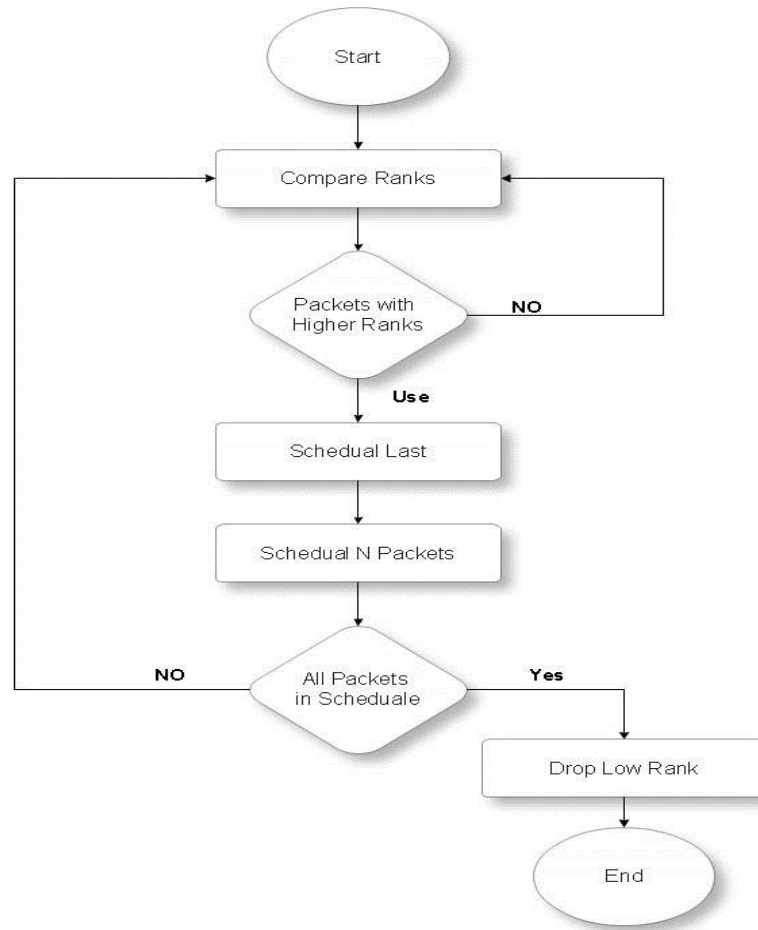 Start
Compare Ranks
Packets with
Higher Ranks
NO
Use
Schedual Last
Schedual N Packets
NO
All Packets
in Scheduale
Yes
Drop Low Rank
End